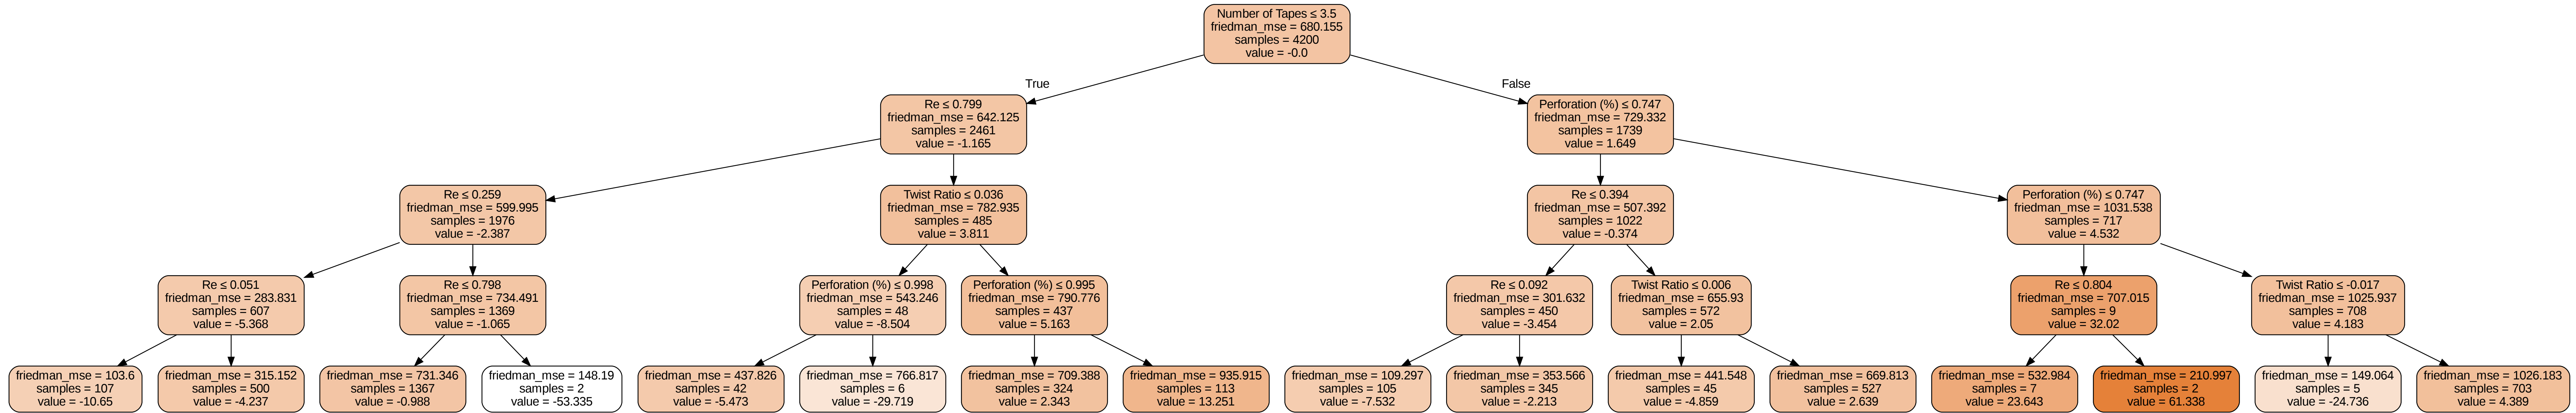 Number of Tapes ≤ 3.5
friedman_mse = 680.155
samples = 4200
value = -0.0
True
False
Re ≤ 0.799
friedman_mse = 642.125
samples = 2461
value = -1.165
Perforation (%) ≤ 0.747
friedman_mse = 729.332
samples = 1739
value = 1.649
Re ≤ 0.259
friedman_mse = 599.995
samples = 1976
value = -2.387
Twist Ratio ≤ 0.036
friedman_mse = 782.935
samples = 485
value = 3.811
Re ≤ 0.394
friedman_mse = 507.392
samples = 1022
value = -0.374
Perforation (%) ≤ 0.747
friedman_mse = 1031.538
samples = 717
value = 4.532
Re ≤ 0.051
friedman_mse = 283.831
samples = 607
value = -5.368
Re ≤ 0.798
friedman_mse = 734.491
samples = 1369
value = -1.065
Perforation (%) ≤ 0.998
friedman_mse = 543.246
samples = 48
value = -8.504
Perforation (%) ≤ 0.995
friedman_mse = 790.776
samples = 437
value = 5.163
Re ≤ 0.092
friedman_mse = 301.632
samples = 450
value = -3.454
Twist Ratio ≤ 0.006
friedman_mse = 655.93
samples = 572
value = 2.05
Re ≤ 0.804
friedman_mse = 707.015
samples = 9
value = 32.02
Twist Ratio ≤ -0.017
friedman_mse = 1025.937
samples = 708
value = 4.183
friedman_mse = 103.6
samples = 107
value = -10.65
friedman_mse = 315.152
samples = 500
value = -4.237
friedman_mse = 731.346
samples = 1367
value = -0.988
friedman_mse = 148.19
samples = 2
value = -53.335
friedman_mse = 437.826
samples = 42
value = -5.473
friedman_mse = 766.817
samples = 6
value = -29.719
friedman_mse = 709.388
samples = 324
value = 2.343
friedman_mse = 935.915
samples = 113
value = 13.251
friedman_mse = 109.297
samples = 105
value = -7.532
friedman_mse = 353.566
samples = 345
value = -2.213
friedman_mse = 441.548
samples = 45
value = -4.859
friedman_mse = 669.813
samples = 527
value = 2.639
friedman_mse = 532.984
samples = 7
value = 23.643
friedman_mse = 210.997
samples = 2
value = 61.338
friedman_mse = 149.064
samples = 5
value = -24.736
friedman_mse = 1026.183
samples = 703
value = 4.389